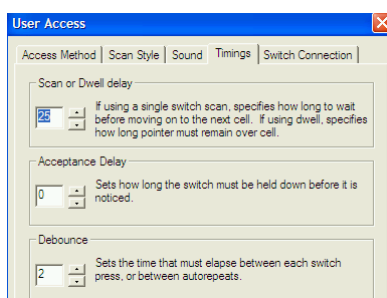 User Access
Access Method | Scan Style | Sound | Timings | Switch Connection
Scan or Dwell delay
25
If using a single switch scan, specifies how long to wait
before moving on to the next cell. If using dwell, specifies
how long pointer must remain over cell.
Acceptance Delay
0
Sets how long the switch must be held down before it is
noticed.
Debounce
2
Sets the time that must elapse between each switch
press, or between autorepeats.